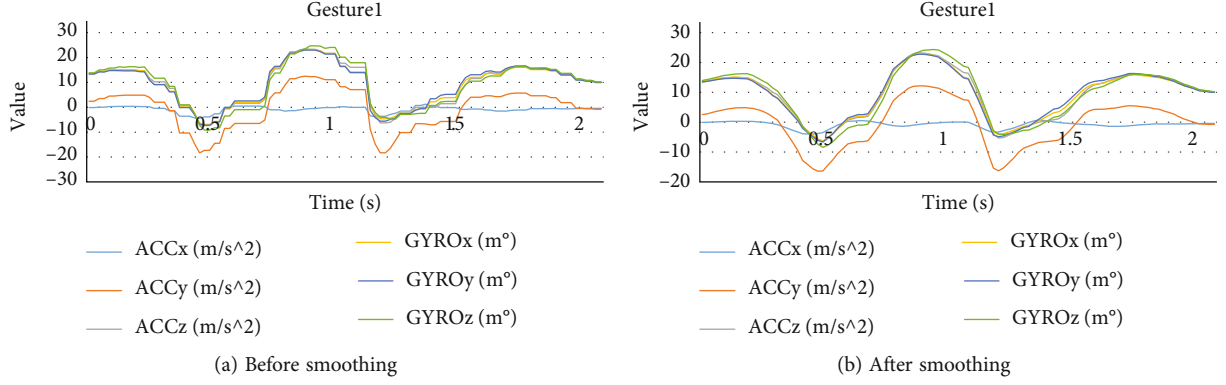 Gesture1
30
20
10
0
−10
−20
−30
Value
0
0.5
1
1.5
2
Time (s)
ACCx (m/s^2)
ACCy (m/s^2)
ACCz (m/s^2)
GYROx (m°)
GYROy (m°)
GYROz (m°)
(a) Before smoothing
Gesture1
30
20
10
0
−10
−20
Value
0
0.5
1
1.5
2
Time (s)
ACCx (m/s^2)
ACCy (m/s^2)
ACCz (m/s^2)
GYROx (m°)
GYROy (m°)
GYROz (m°)
(b) After smoothing